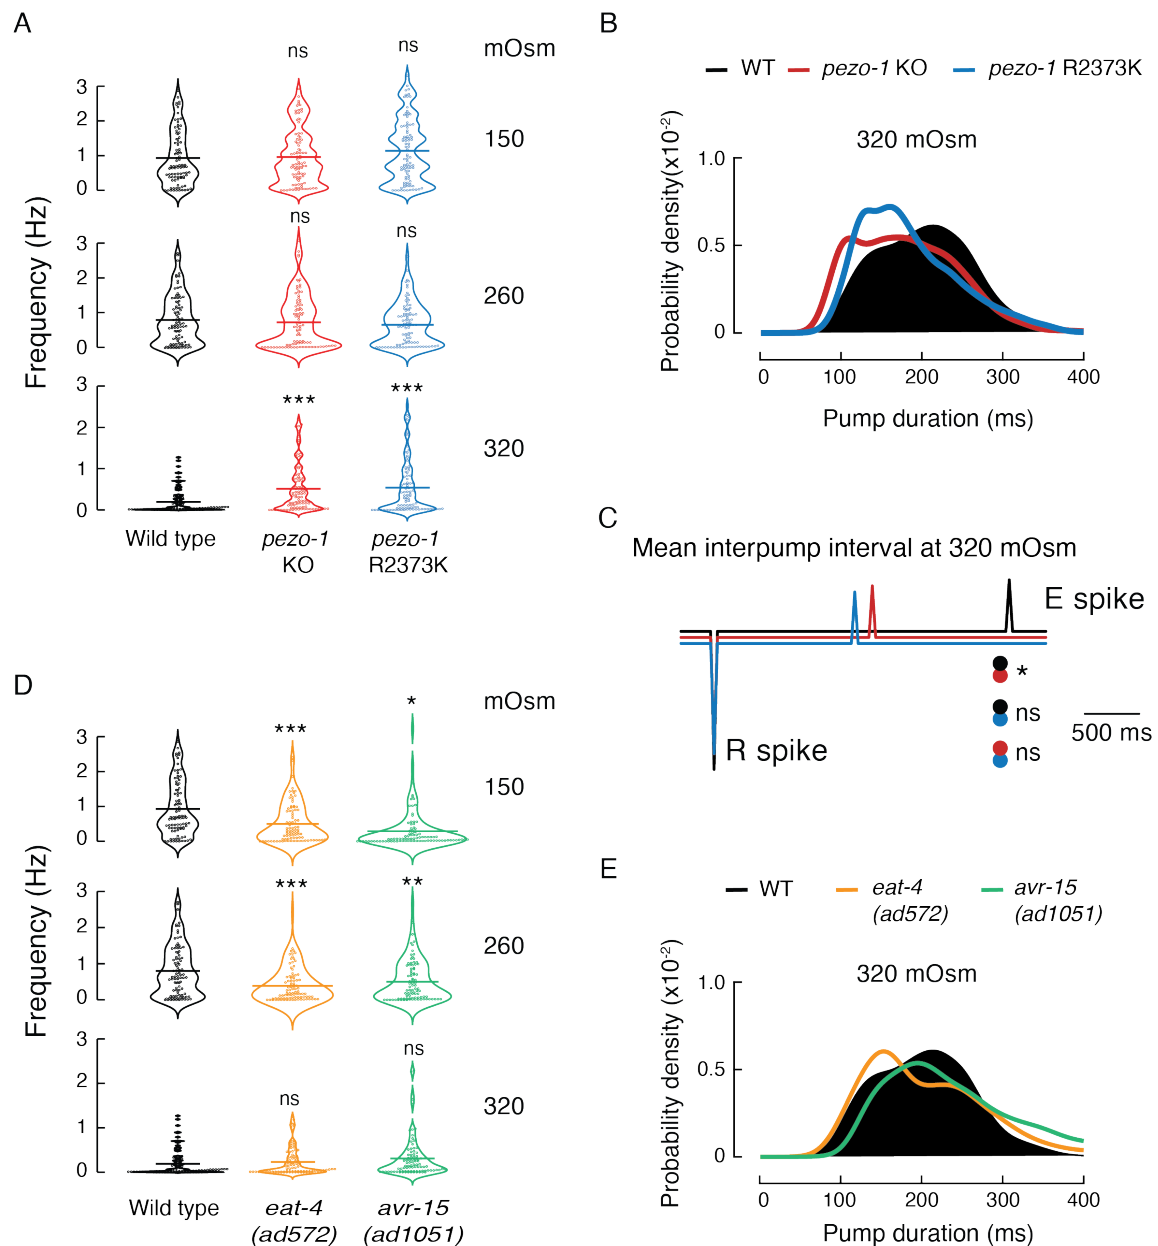 A
mOsm
ns
ns
3
2
1
0
150
ns
ns
3
2
1
0
260
Frequency (Hz)
***
***
3
2
1
0
320
Wild type
pezo-1
KO
pezo-1
R2373K
B
WT
pezo-1 KO
pezo-1 R2373K
320 mOsm
Probability density(x10-2)
1.0
0.5
0
0
100
200
300
400
Pump duration (ms)
C
Mean interpump interval at 320 mOsm
E spike
R spike
*
ns
ns
500 ms
D
mOsm
***
*
3
2
1
0
150
***
**
3
2
1
0
260
Frequency (Hz)
ns
ns
3
2
1
0
320
Wild type
eat-4
(ad572)
avr-15
(ad1051)
E
WT
eat-4
(ad572)
avr-15
(ad1051)
320 mOsm
Probability density (x10-2)
1.0
0.5
0
0
100
200
300
400
Pump duration (ms)